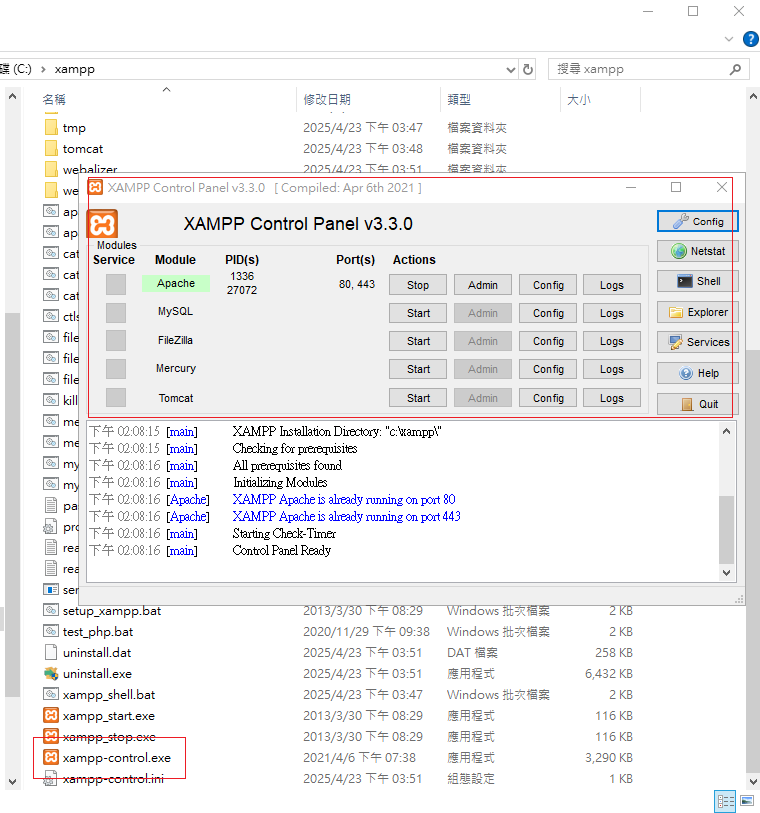 碟 (C:) › xampp
搜尋 xampp
名稱 修改日期 類型 大小
tmp 2025/4/23 下午 03:47 檔案資料夾
tomcat 2025/4/23 下午 03:48 檔案資料夾
webalizer 2025/4/23 下午 03:51 檔案資料夾
we
XAMPP Control Panel v3.3.0 [ Compiled: Apr 6th 2021 ]
XAMPP Control Panel v3.3.0
Config
Modules
Service Module PID(s) Port(s) Actions
Netstat
Apache 1336 27072 80, 443 Stop Admin Config Logs
Shell
MySQL Start Admin Config Logs
Explorer
FileZilla Start Admin Config Logs
Services
Mercury Start Admin Config Logs
Help
Tomcat Start Admin Config Logs
Quit
ap
ap
cat
cat
cat
ctls
file
file
file
kill
me
me
my
my
pas
pro
rea
rea
ser
下午 02:08:15 [main] XAMPP Installation Directory: "c:\xampp\"
下午 02:08:15 [main] Checking for prerequisites
下午 02:08:16 [main] All prerequisites found
下午 02:08:16 [main] Initializing Modules
下午 02:08:16 [Apache] XAMPP Apache is already running on port 80
下午 02:08:16 [Apache] XAMPP Apache is already running on port 443
下午 02:08:16 [main] Starting Check-Timer
下午 02:08:16 [main] Control Panel Ready
setup_xampp.bat 2013/3/30 下午 08:29 Windows 批次檔案 2 KB
test_php.bat 2020/11/29 下午 09:38 Windows 批次檔案 2 KB
uninstall.dat 2025/4/23 下午 03:51 DAT 檔案 258 KB
uninstall.exe 2025/4/23 下午 03:51 應用程式 6,432 KB
xampp_shell.bat 2025/4/23 下午 03:47 Windows 批次檔案 2 KB
xampp_start.exe 2013/3/30 下午 08:29 應用程式 116 KB
xampp_stop.exe 2013/3/30 下午 08:29 應用程式 116 KB
xampp-control.exe 2021/4/6 下午 07:38 應用程式 3,290 KB
xampp-control.ini 2025/4/23 下午 03:51 組態設定 1 KB